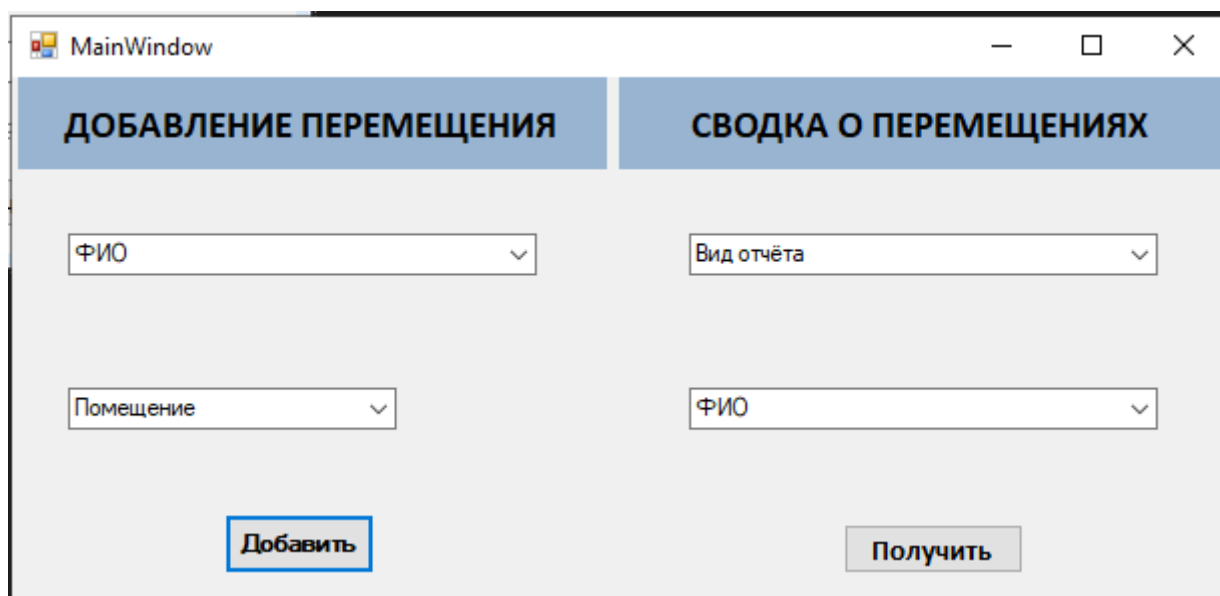 MainWindow
ДОБАВЛЕНИЕ ПЕРЕМЕЩЕНИЯ
СВОДКА О ПЕРЕМЕЩЕНИЯХ
ФИО
Вид отчёта
Помещение
ФИО
Добавить
Получить